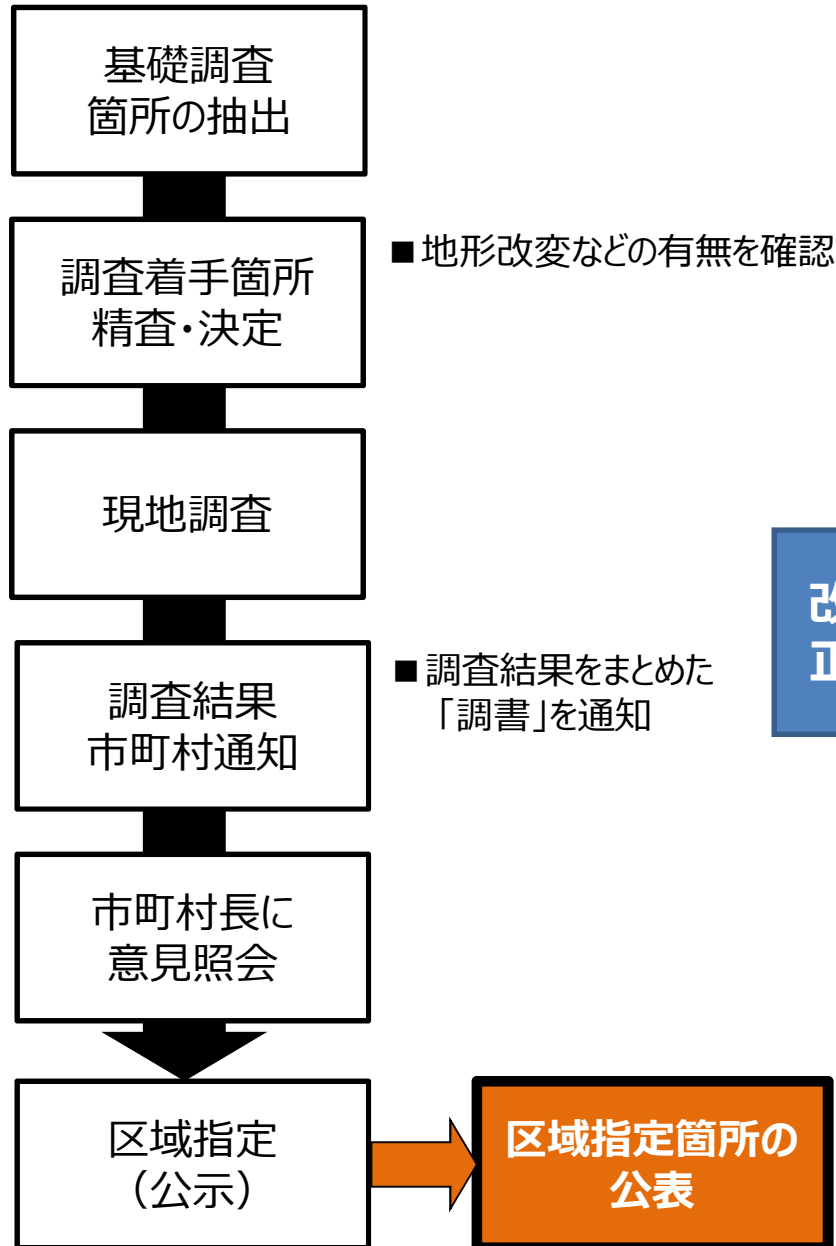 基礎調査
箇所の抽出
調査着手箇所
精査・決定
■地形改変などの有無を確認
現地調査
調査結果
市町村通知
■調査結果をまとめた
「調書」を通知
改
正
市町村長に
意見照会
区域指定
（公示）
区域指定箇所の
公表